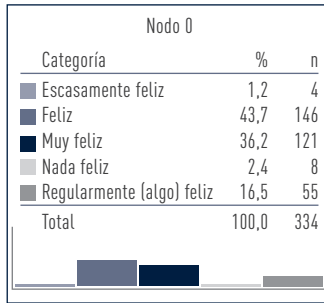 Nodo 0
Categoría % n
Escasamente feliz 1,2 4
Feliz 43,7 146
Muy feliz 36,2 121
Nada feliz 2,4 8
Regularmente (algo) feliz 16,5 55
Total 100,0 334